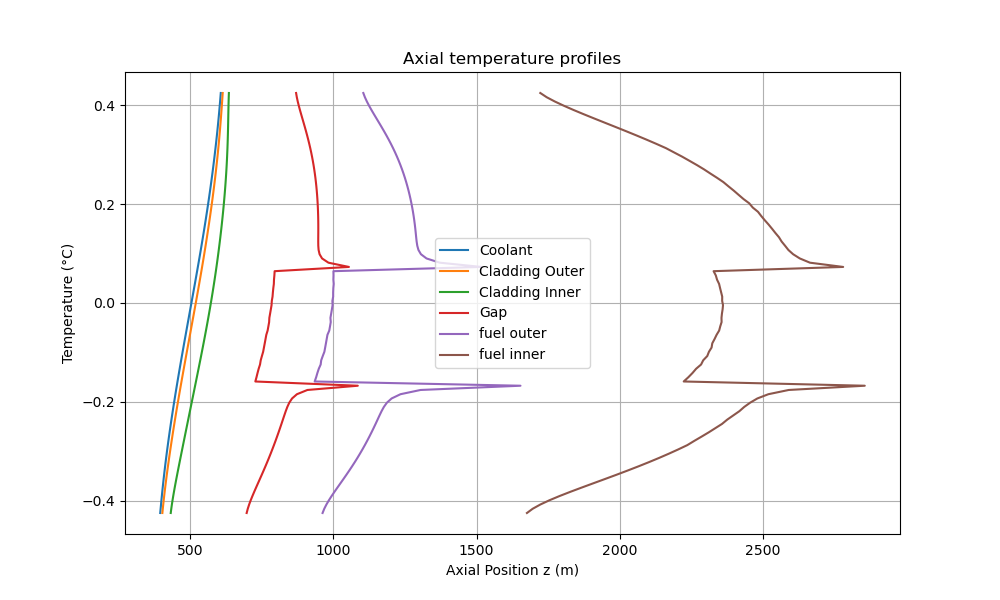 Axial temperature profiles
Temperature (°C)
0.4
0.2
0.0
−0.2
−0.4
Coolant
Cladding Outer
Cladding Inner
Gap
fuel outer
fuel inner
500 1000 1500 2000 2500
Axial Position z (m)